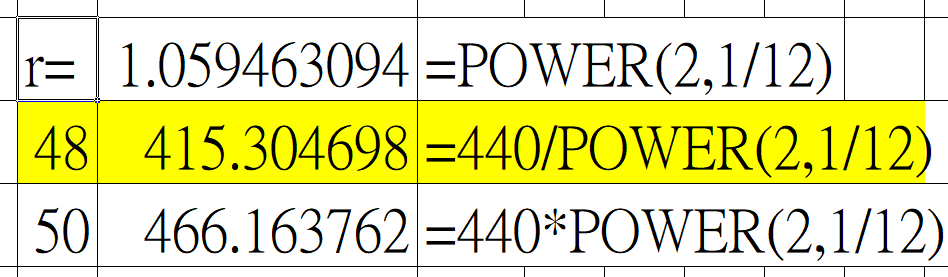 r= 1.059463094 =POWER(2,1/12)
48 415.304698 =440/POWER(2,1/12)
50 466.163762 =440*POWER(2,1/12)